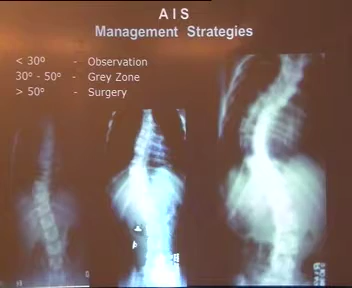 A I S
Management Strategies
< 30º - Observation
30º - 50º - Grey Zone
> 50º - Surgery